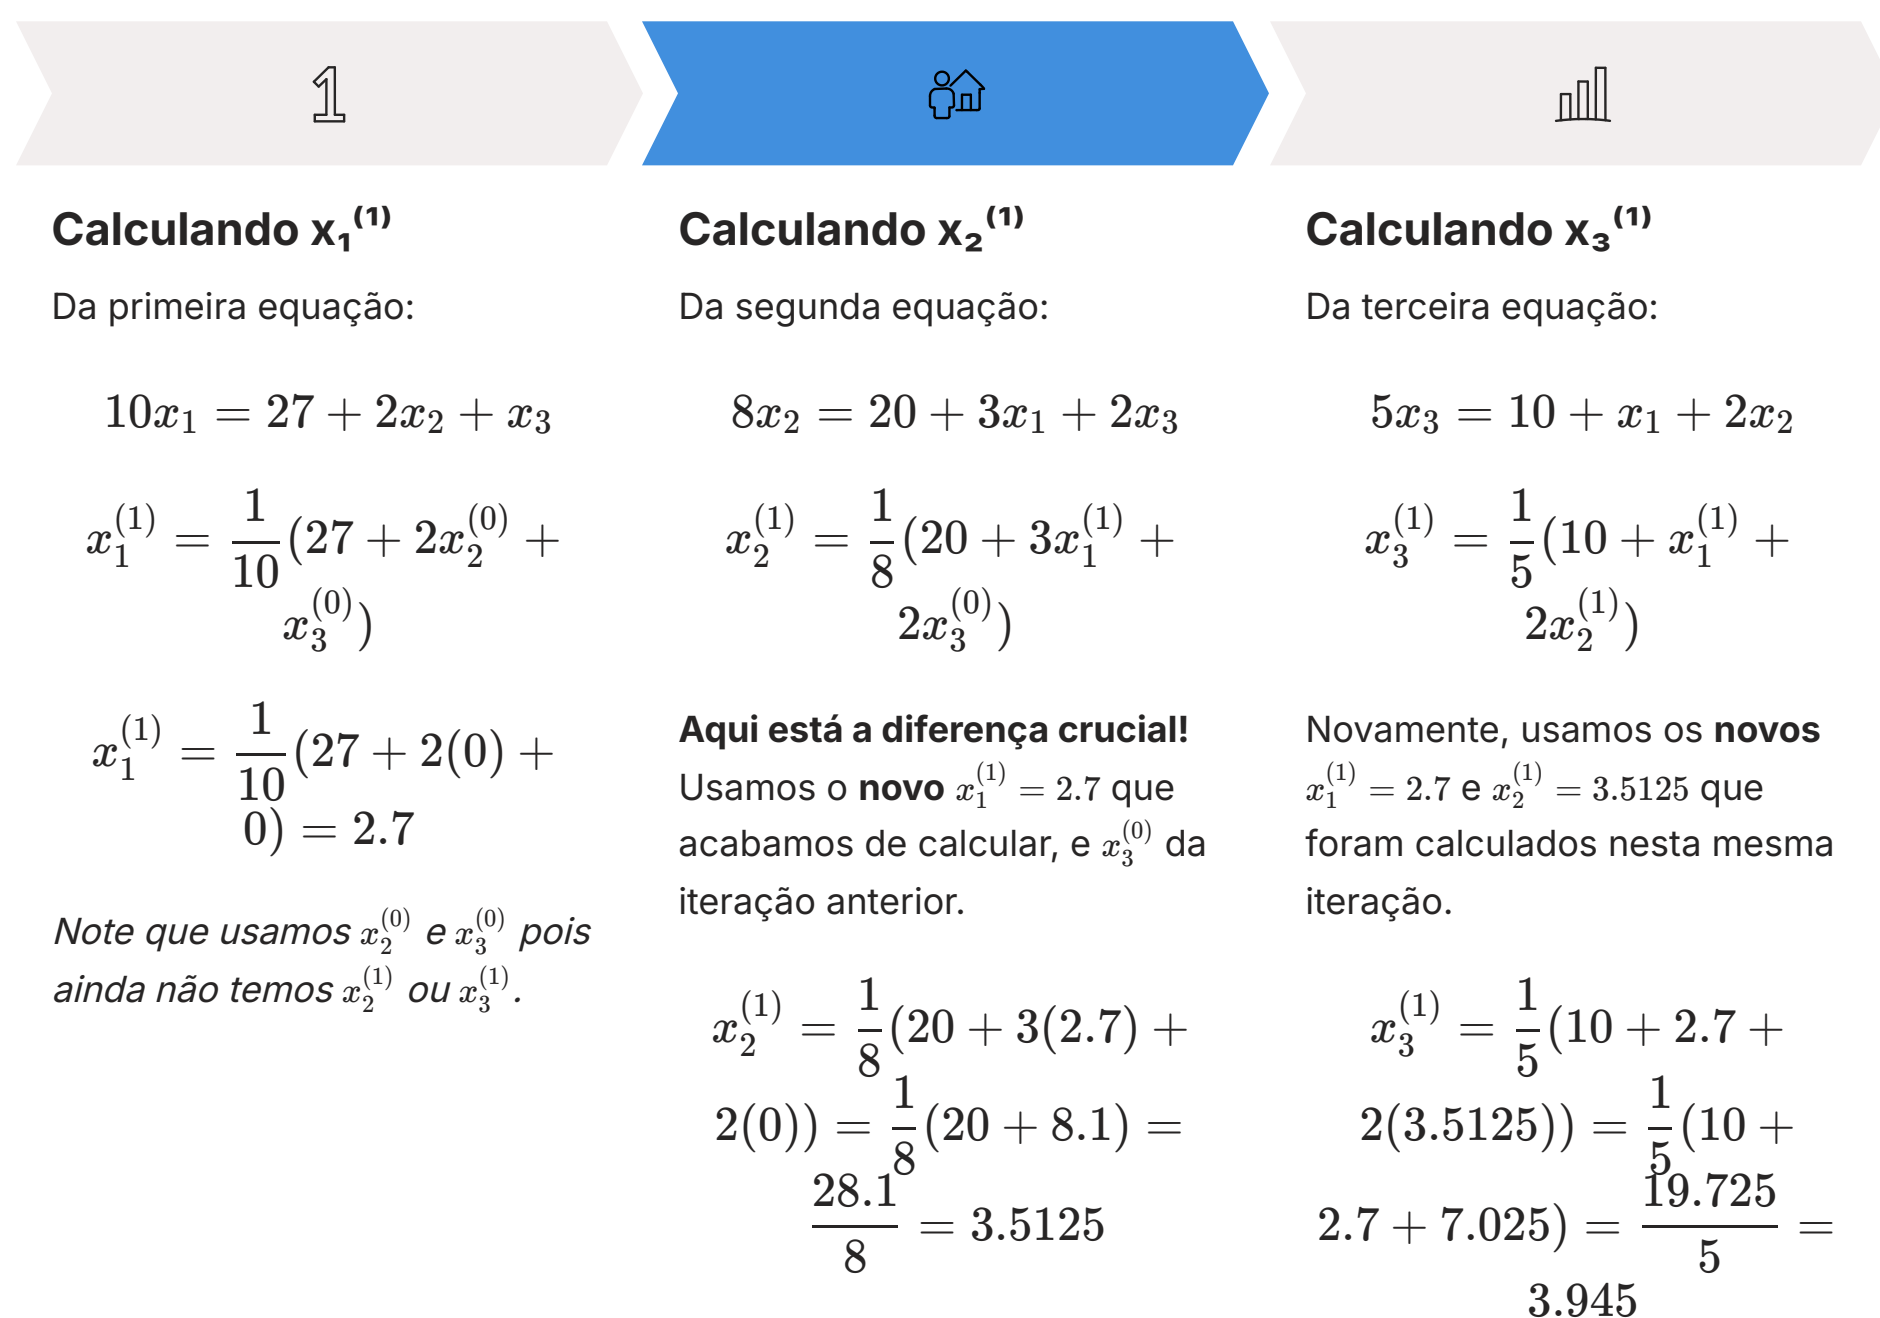 1
Calculando x₁⁽¹⁾
Da primeira equação:
10x₁ = 27 + 2x₂ + x₃
x₁⁽¹⁾ = 1/10(27 + 2x₂⁽⁰⁾ +
x₃⁽⁰⁾)
x₁⁽¹⁾ = 1/10(27 + 2(0) +
0) = 2.7
Note que usamos x₂⁽⁰⁾ e x₃⁽⁰⁾ pois
ainda não temos x₂⁽¹⁾ ou x₃⁽¹⁾.
Calculando x₂⁽¹⁾
Da segunda equação:
8x₂ = 20 + 3x₁ + 2x₃
x₂⁽¹⁾ = 1/8(20 + 3x₁⁽¹⁾ +
2x₃⁽⁰⁾)
Aqui está a diferença crucial!
Usamos o novo x₁⁽¹⁾ = 2.7 que
acabamos de calcular, e x₃⁽⁰⁾ da
iteração anterior.
x₂⁽¹⁾ = 1/8(20 + 3(2.7) +
2(0)) = 1/8(20 + 8.1) =
28.1/8 = 3.5125
Calculando x₃⁽¹⁾
Da terceira equação:
5x₃ = 10 + x₁ + 2x₂
x₃⁽¹⁾ = 1/5(10 + x₁⁽¹⁾ +
2x₂⁽¹⁾)
Novamente, usamos os novos
x₁⁽¹⁾ = 2.7 e x₂⁽¹⁾ = 3.5125 que
foram calculados nesta mesma
iteração.
x₃⁽¹⁾ = 1/5(10 + 2.7 +
2(3.5125)) = 1/5(10 +
2.7 + 7.025) = 19.725/5 =
3.945